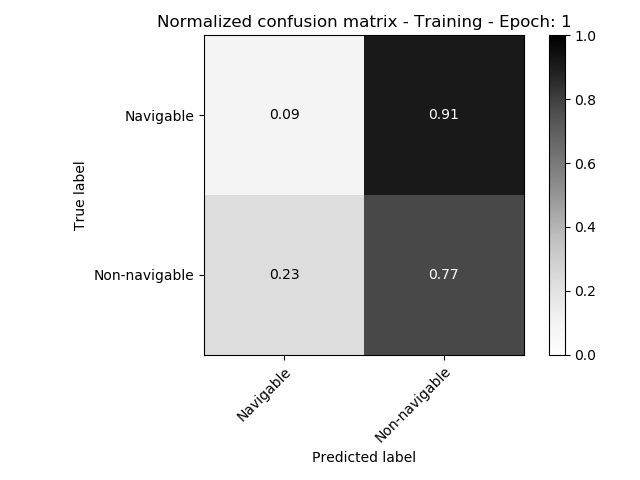 Normalized confusion matrix - Training - Epoch: 1
True label
Navigable
0.09
0.91
Non-navigable
0.23
0.77
Navigable
Non-navigable
Predicted label
1.0
0.8
0.6
0.4
0.2
0.0